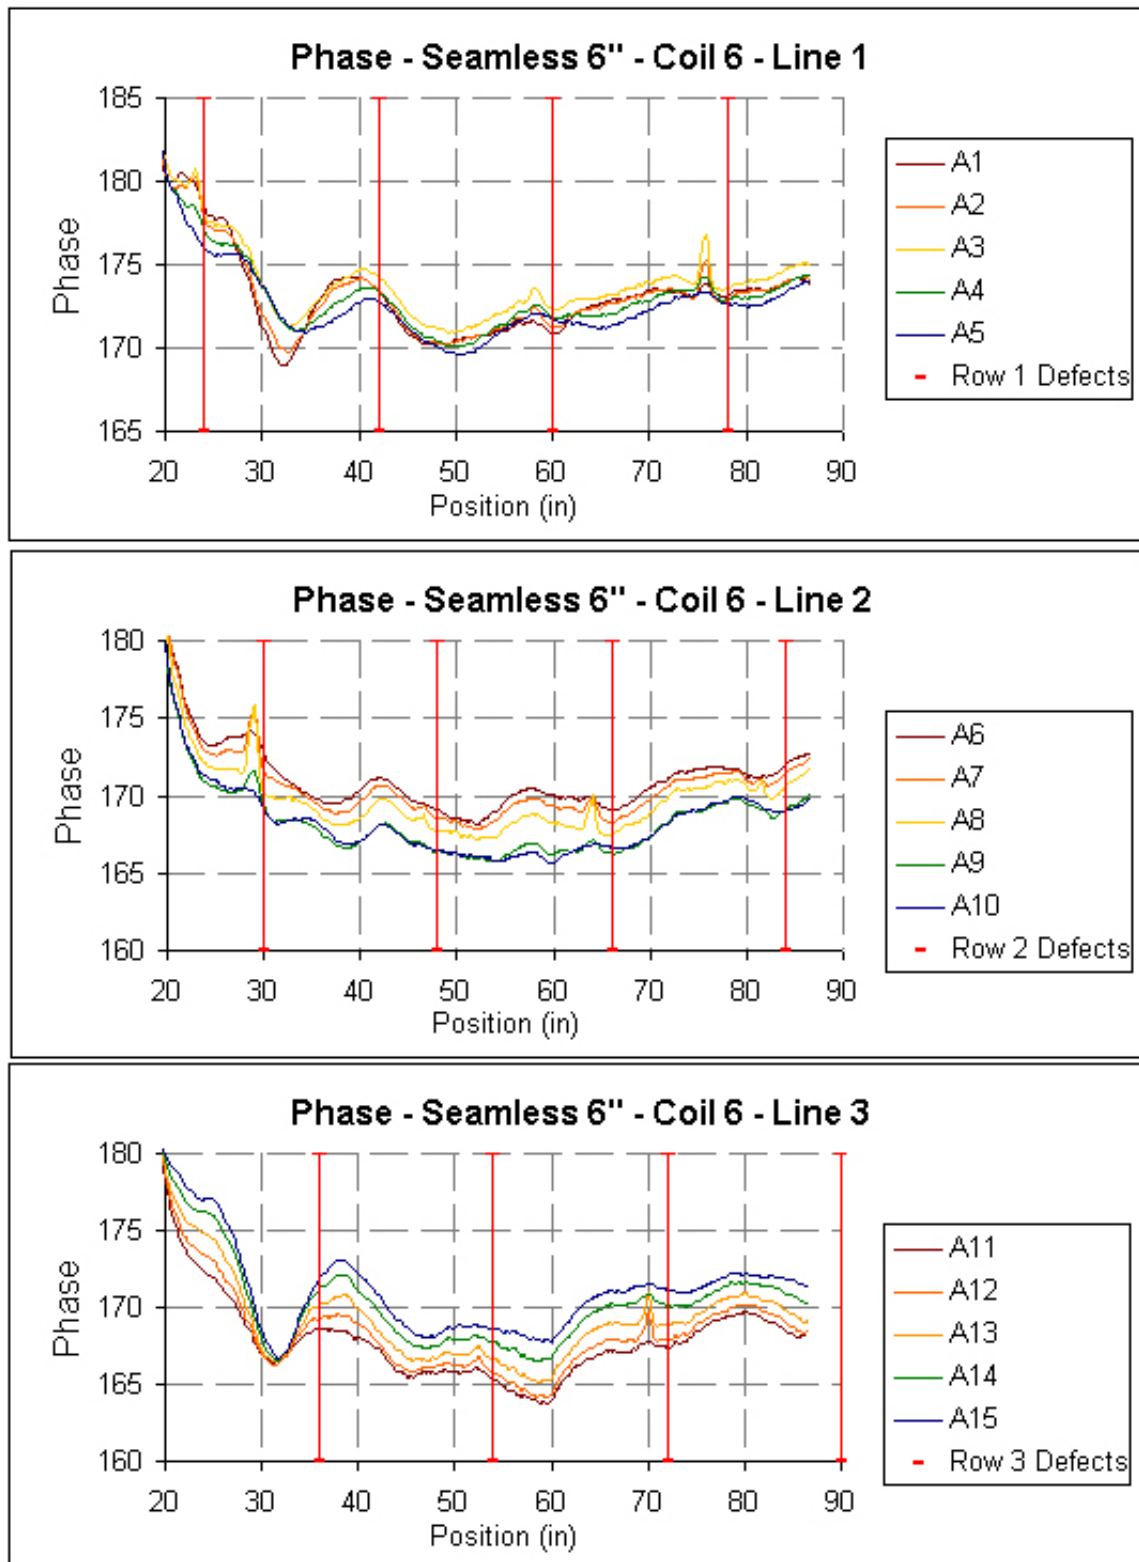 Phase - Seamless 6" - Coil 6 - Line 1
185
180
175
170
165
Phase
20 30 40 50 60 70 80 90
Position (in)
A1
A2
A3
A4
A5
Row 1 Defects
Phase - Seamless 6" - Coil 6 - Line 2
180
175
170
165
160
Phase
20 30 40 50 60 70 80 90
Position (in)
A6
A7
A8
A9
A10
Row 2 Defects
Phase - Seamless 6" - Coil 6 - Line 3
180
175
170
165
160
Phase
20 30 40 50 60 70 80 90
Position (in)
A11
A12
A13
A14
A15
Row 3 Defects